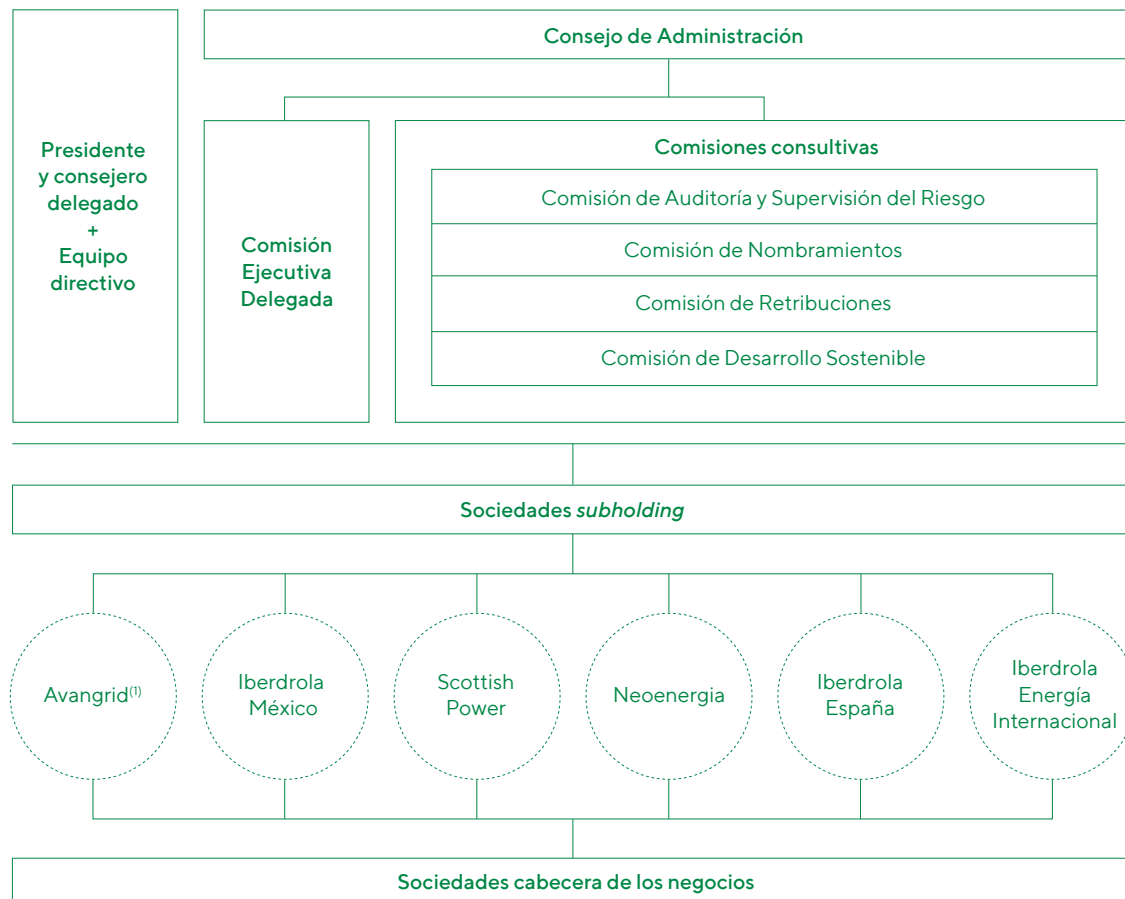 Consejo de Administración
Presidente
y consejero
delegado
+
Equipo
directivo
Comisión
Ejecutiva
Delegada
Comisiones consultivas
Comisión de Auditoría y Supervisión del Riesgo
Comisión de Nombramientos
Comisión de Retribuciones
Comisión de Desarrollo Sostenible
Sociedades subholding
Avangrid(1)
Iberdrola
México
Scottish
Power
Neoenergia
Iberdrola
España
Iberdrola
Energía
Internacional
Sociedades cabecera de los negocios